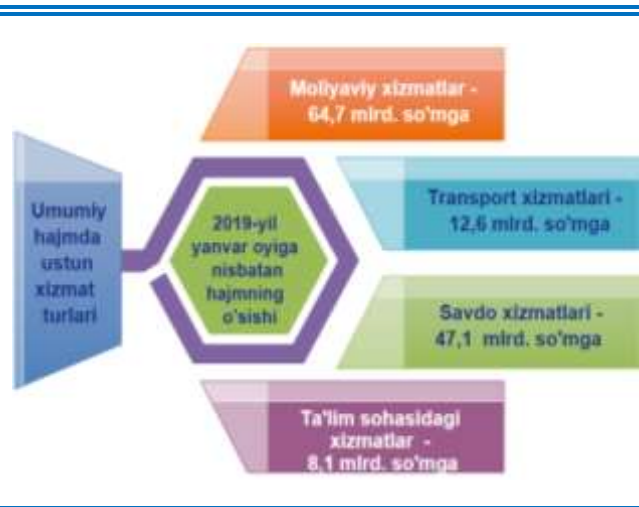 Moliyaviy xizmatlar -
64,7 mlrd. so'mga
Umumiy
hajmda
ustun
xizmat
turlari
2019-yil
yanvar oyiga
nisbatan
hajmning
o'sishi
Transport xizmatlari -
12,6 mlrd. so'mga
Savdo xizmatlari -
47,1 mlrd. so'mga
Ta'lim sohasidagi
xizmatlar -
8,1 mlrd. so'mga